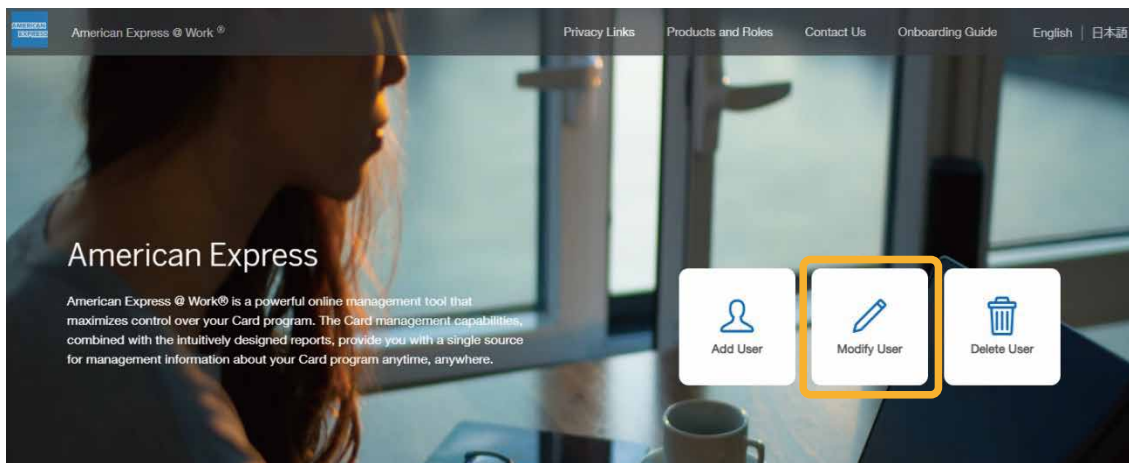 AMERICAN EXPRESS
American Express @ Work ®
Privacy Links Products and Roles Contact Us Onboarding Guide English | 日本語
American Express
American Express @ Work® is a powerful online management tool that
maximizes control over your Card program. The Card management capabilities,
combined with the intuitively designed reports, provide you with a single source
for management information about your Card program anytime, anywhere.
Add User
Modify User
Delete User